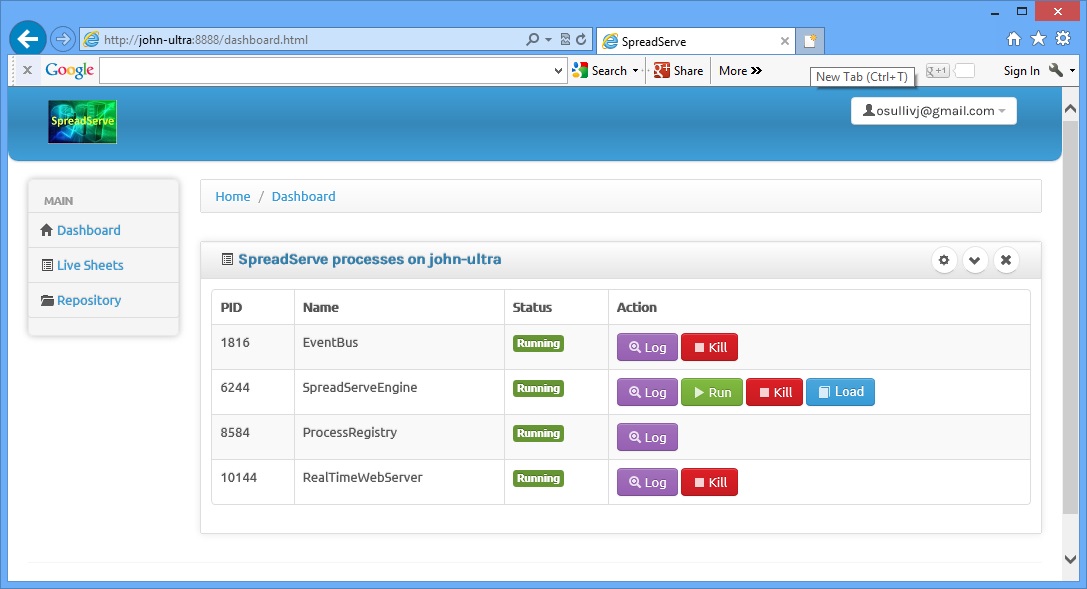 http://john-ultra:8888/dashboard.html
SpreadServe
x Google Search Share More » New Tab (Ctrl+T) g +1 Sign In
SpreadServe
osullivj@gmail.com
MAIN
Dashboard
Live Sheets
Repository
Home / Dashboard
SpreadServe processes on john-ultra
PID Name Status Action
1816 EventBus Running Log Kill
6244 SpreadServeEngine Running Log Run Kill Load
8584 ProcessRegistry Running Log
10144 RealTimeWebServer Running Log Kill